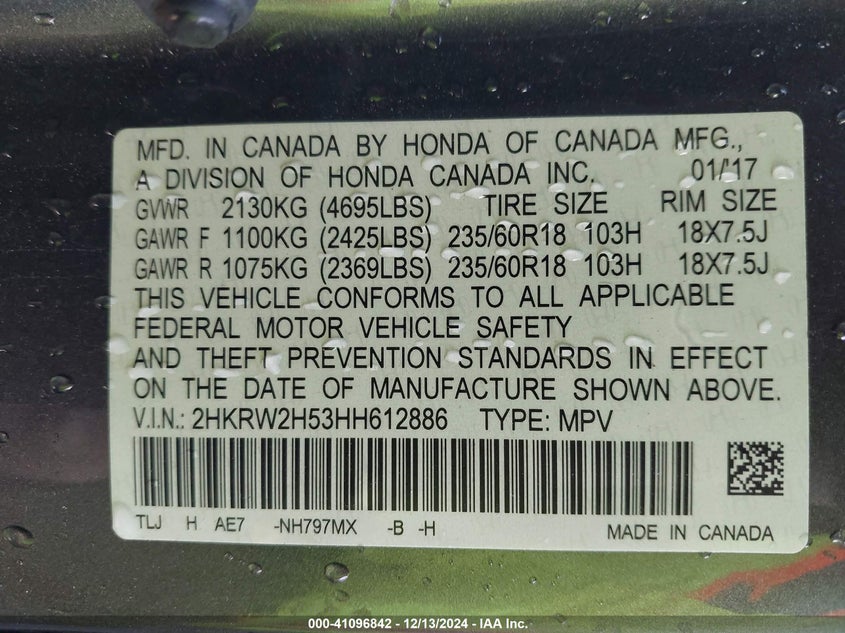 MFD. IN CANADA BY HONDA OF CANADA MFG.,
A DIVISION OF HONDA CANADA INC. 01/'17
GVWR 2130KG (4695LBS) TIRE SIZE RIM SIZE
GAWR F 1100KG (2425LBS) 235/60R18 103H 18X7.5J
GAWR R 1075KG (2369LBS) 235/60R18 103H 18X7.5J
THIS VEHICLE CONFORMS TO ALL APPLICABLE
FEDERAL MOTOR VEHICLE SAFETY
AND THEFT PREVENTION STANDARDS IN EFFECT
ON THE DATE OF MANUFACTURE SHOWN ABOVE.
V.I.N.: 2HKRW2H53HH612886 TYPE: MPV
TLJ H AE7 -NH797MX -B -H MADE IN CANADA
000-41096842 - 12/13/2024 - IAA Inc.